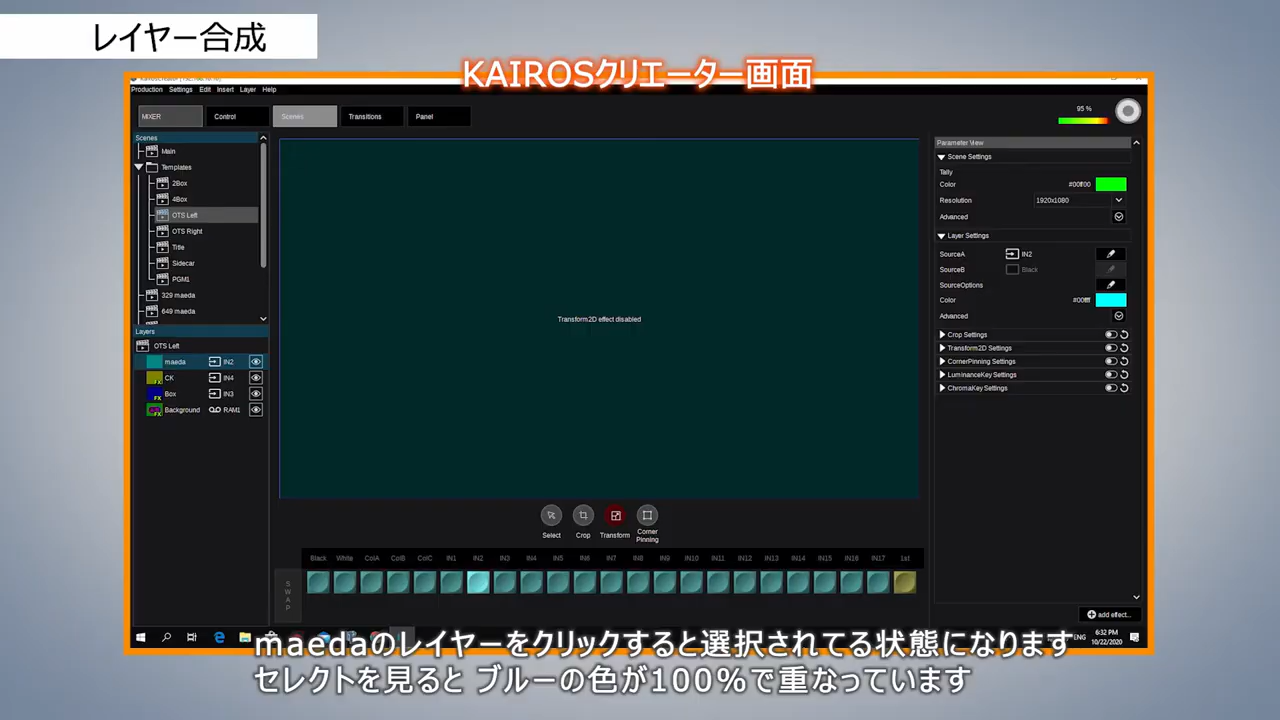 レイヤー合成
KAIROSクリエーター画面
Production Settings Edit Insert Layer Help
MIXER Control Scenes Transitions Panel
95 %
Scenes
Main
Templates
2Box
4Box
OTS Left
OTS Right
Title
Sidecar
PGM1
329 maeda
649 maeda
Layers
OTS Left
maeda IN2
CK IN4
Box IN3
Background RAM1
FX
FX
FX
Transform2D effect disabled
Select Crop Transform Corner Pinning
Black White ColA ColB ColC IN1 IN2 IN3 IN4 IN5 IN6 IN7 IN8 IN9 IN10 IN11 IN12 IN13 IN14 IN15 IN16 IN17 1st
SWAP
Parameter View
Scene Settings
Tally
Color #00ff00
Resolution 1920x1080
Advanced
Layer Settings
SourceA IN2
SourceB Black
SourceOptions
Color #00ffff
Advanced
Crop Settings
Transform2D Settings
CornerPinning Settings
LuminanceKey Settings
ChromaKey Settings
add effect...
ENG 6:32 PM
10/22/2020
maedaのレイヤーをクリックすると選択されてる状態になります
セレクトを見ると ブルーの色が100%で重なっています